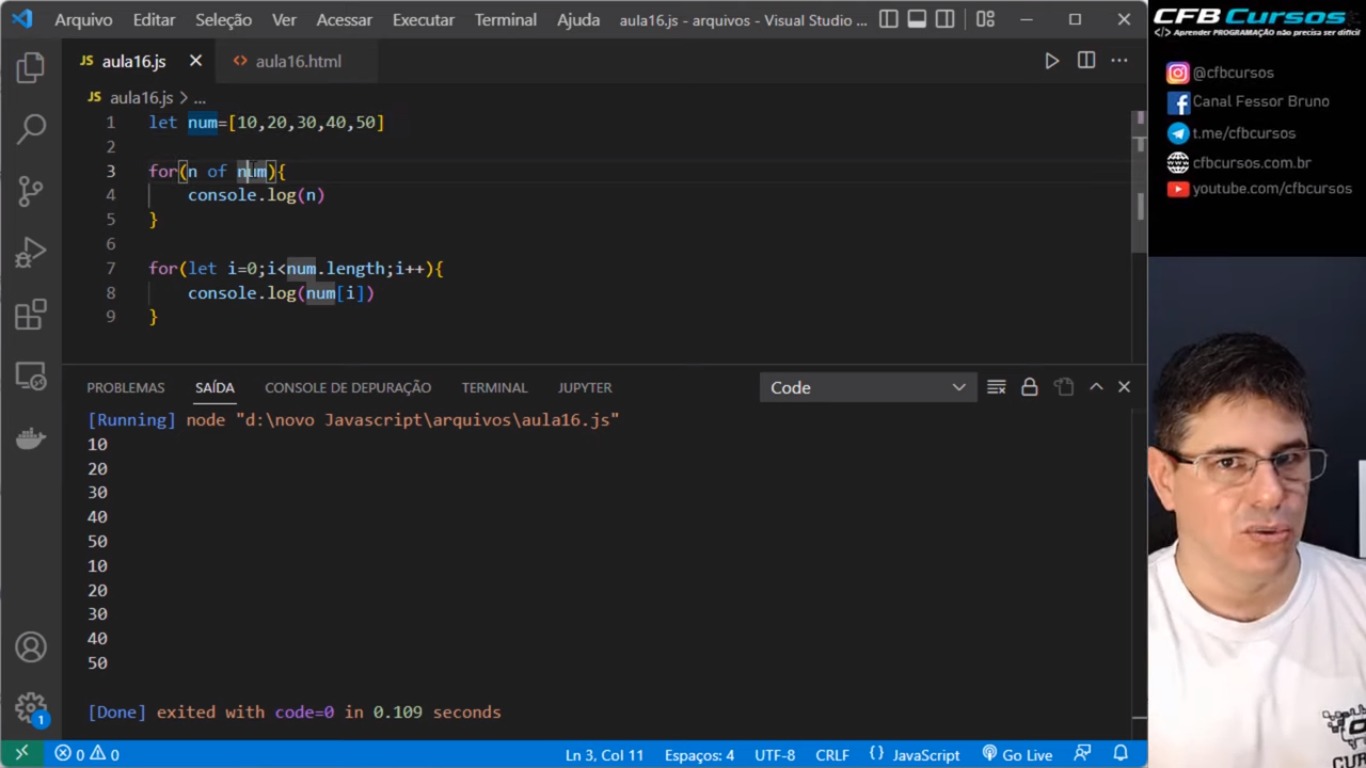 Arquivo Editar Seleção Ver Acessar Executar Terminal Ajuda aula16.js - arquivos - Visual Studio ...
JS aula16.js aula16.html
JS aula16.js > ...
1 let num=[10,20,30,40,50]
2
3 for(n of num){
4 console.log(n)
5 }
6
7 for(let i=0;i<num.length;i++){
8 console.log(num[i])
9 }
PROBLEMAS SAÍDA CONSOLE DE DEPURAÇÃO TERMINAL JUPYTER Code
[Running] node "d:\novo Javascript\arquivos\aula16.js"
10
20
30
40
50
10
20
30
40
50
[Done] exited with code=0 in 0.109 seconds
1
0 0 Ln 3, Col 11 Espaços: 4 UTF-8 CRLF {} JavaScript Go Live
CFB Cursos
</> Aprender PROGRAMAÇÃO não precisa ser difícil
@cfbcursos
Canal Fessor Bruno
t.me/cfbcursos
cfbcursos.com.br
youtube.com/cfbcursos